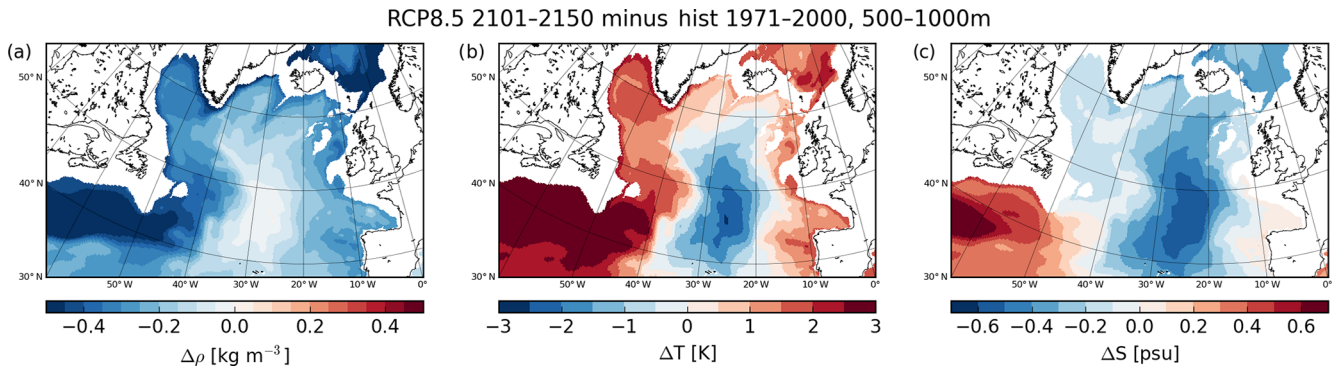 RCP8.5 2101–2150 minus hist 1971–2000, 500–1000m
(a) (b) (c)
50°N 50°N 50°N
40°N 40°N 40°N
30°N 30°N 30°N
50°W 40°W 30°W 20°W 10°W 0° 50°W 40°W 30°W 20°W 10°W 0° 50°W 40°W 30°W 20°W 10°W 0°
−0.4 −0.2 0.0 0.2 0.4 −3 −2 −1 0 1 2 3 −0.6 −0.4 −0.2 0.0 0.2 0.4 0.6
Δρ [kg m⁻³] ΔT [K] ΔS [psu]